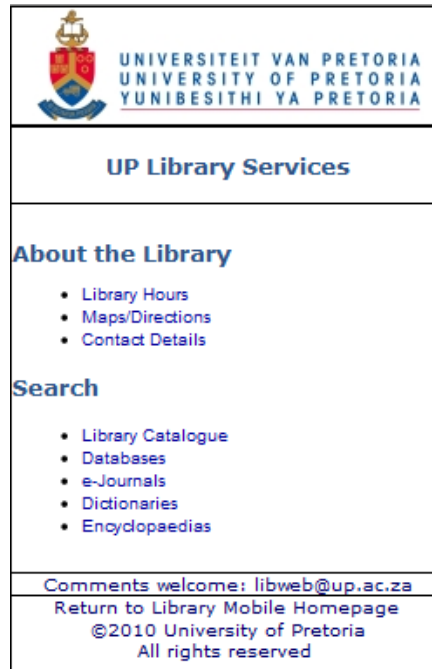 UNIVERSITEIT VAN PRETORIA
UNIVERSITY OF PRETORIA
YUNIBESITHI YA PRETORIA
UP Library Services
About the Library
Library Hours
Maps/Directions
Contact Details
Search
Library Catalogue
Databases
e-Journals
Dictionaries
Encyclopaedias
Comments welcome: libweb@up.ac.za
Return to Library Mobile Homepage
©2010 University of Pretoria
All rights reserved